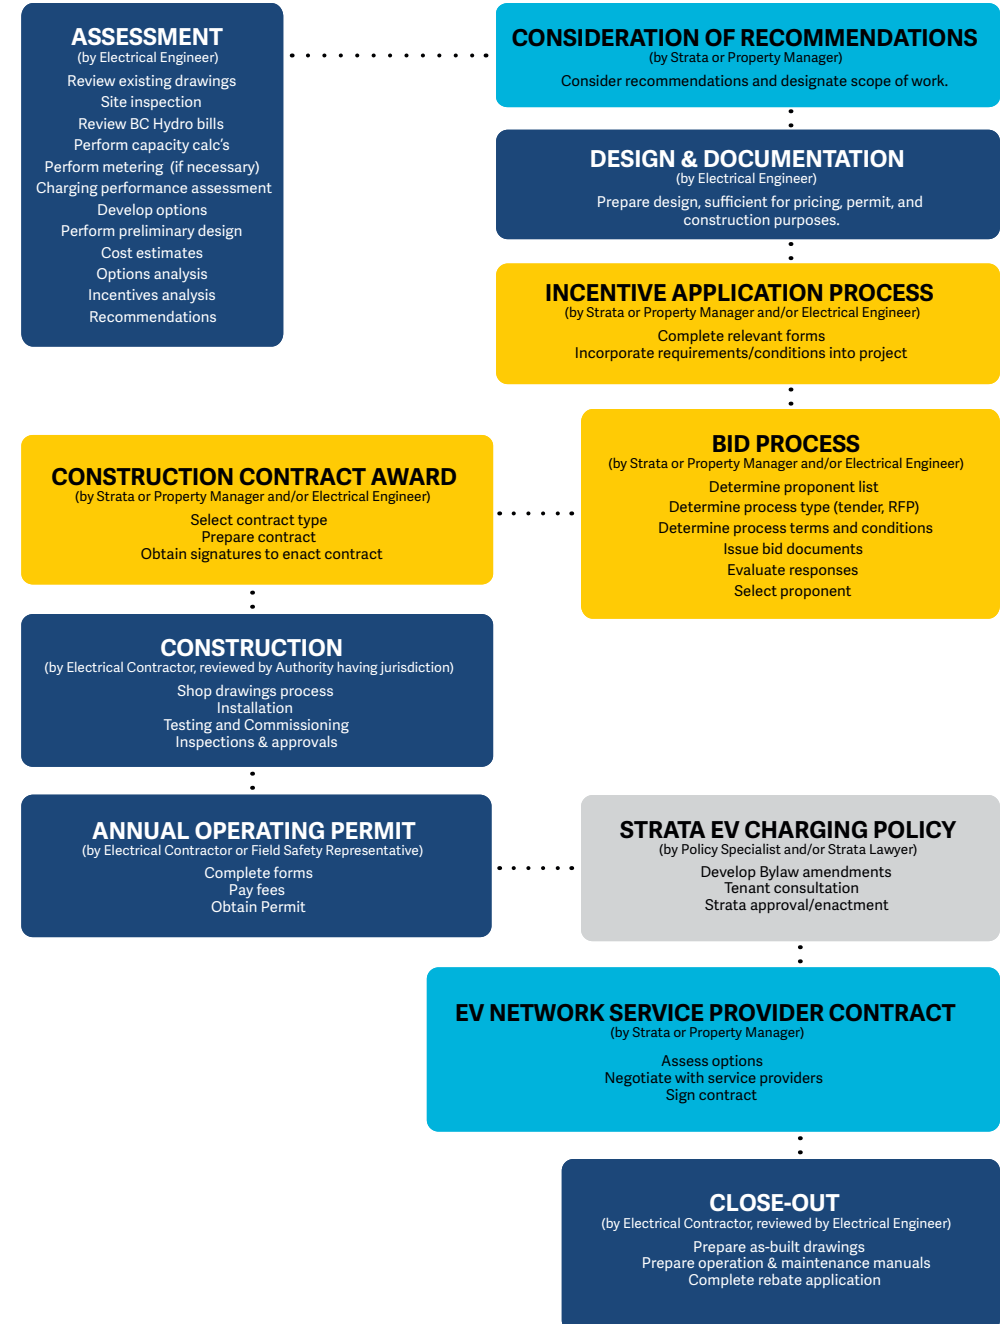 ASSESSMENT
(by Electrical Engineer)
Review existing drawings
Site inspection
Review BC Hydro bills
Perform capacity calc's
Perform metering (if necessary)
Charging performance assessment
Develop options
Perform preliminary design
Cost estimates
Options analysis
Incentives analysis
Recommendations
CONSIDERATION OF RECOMMENDATIONS
(by Strata or Property Manager)
Consider recommendations and designate scope of work.
DESIGN & DOCUMENTATION
(by Electrical Engineer)
Prepare design, sufficient for pricing, permit, and
construction purposes.
INCENTIVE APPLICATION PROCESS
(by Strata or Property Manager and/or Electrical Engineer)
Complete relevant forms
Incorporate requirements/conditions into project
BID PROCESS
(by Strata or Property Manager and/or Electrical Engineer)
Determine proponent list
Determine process type (tender, RFP)
Determine process terms and conditions
Issue bid documents
Evaluate responses
Select proponent
CONSTRUCTION CONTRACT AWARD
(by Strata or Property Manager and/or Electrical Engineer)
Select contract type
Prepare contract
Obtain signatures to enact contract
CONSTRUCTION
(by Electrical Contractor, reviewed by Authority having jurisdiction)
Shop drawings process
Installation
Testing and Commissioning
Inspections & approvals
ANNUAL OPERATING PERMIT
(by Electrical Contractor or Field Safety Representative)
Complete forms
Pay fees
Obtain Permit
STRATA EV CHARGING POLICY
(by Policy Specialist and/or Strata Lawyer)
Develop Bylaw amendments
Tenant consultation
Strata approval/enactment
EV NETWORK SERVICE PROVIDER CONTRACT
(by Strata or Property Manager)
Assess options
Negotiate with service providers
Sign contract
CLOSE-OUT
(by Electrical Contractor, reviewed by Electrical Engineer)
Prepare as-built drawings
Prepare operation & maintenance manuals
Complete rebate application